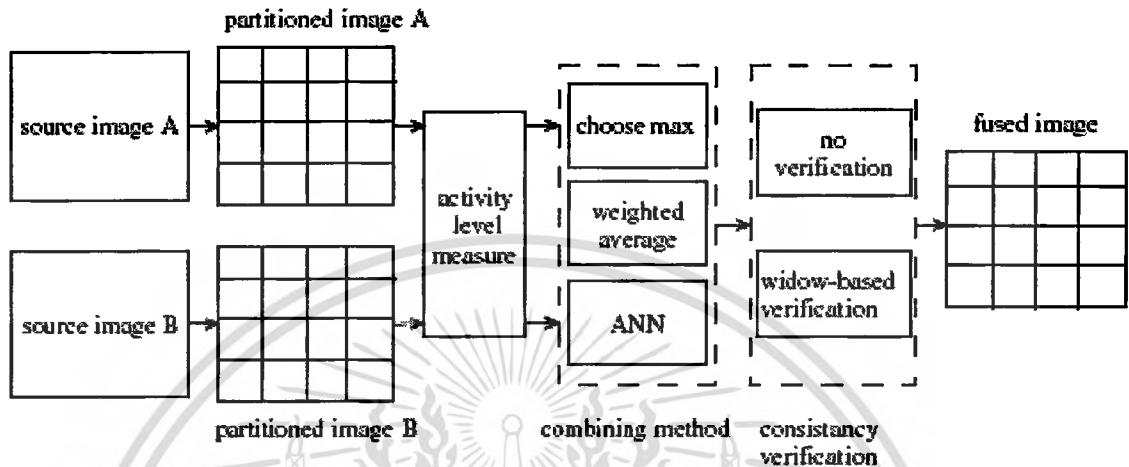 partitioned image A
source image A
choose max
no
verification
fused image
activity
level
measure
weighted
average
source image B
ANN
widow-based
verification
partitioned image B
combining method
consistancy
verification